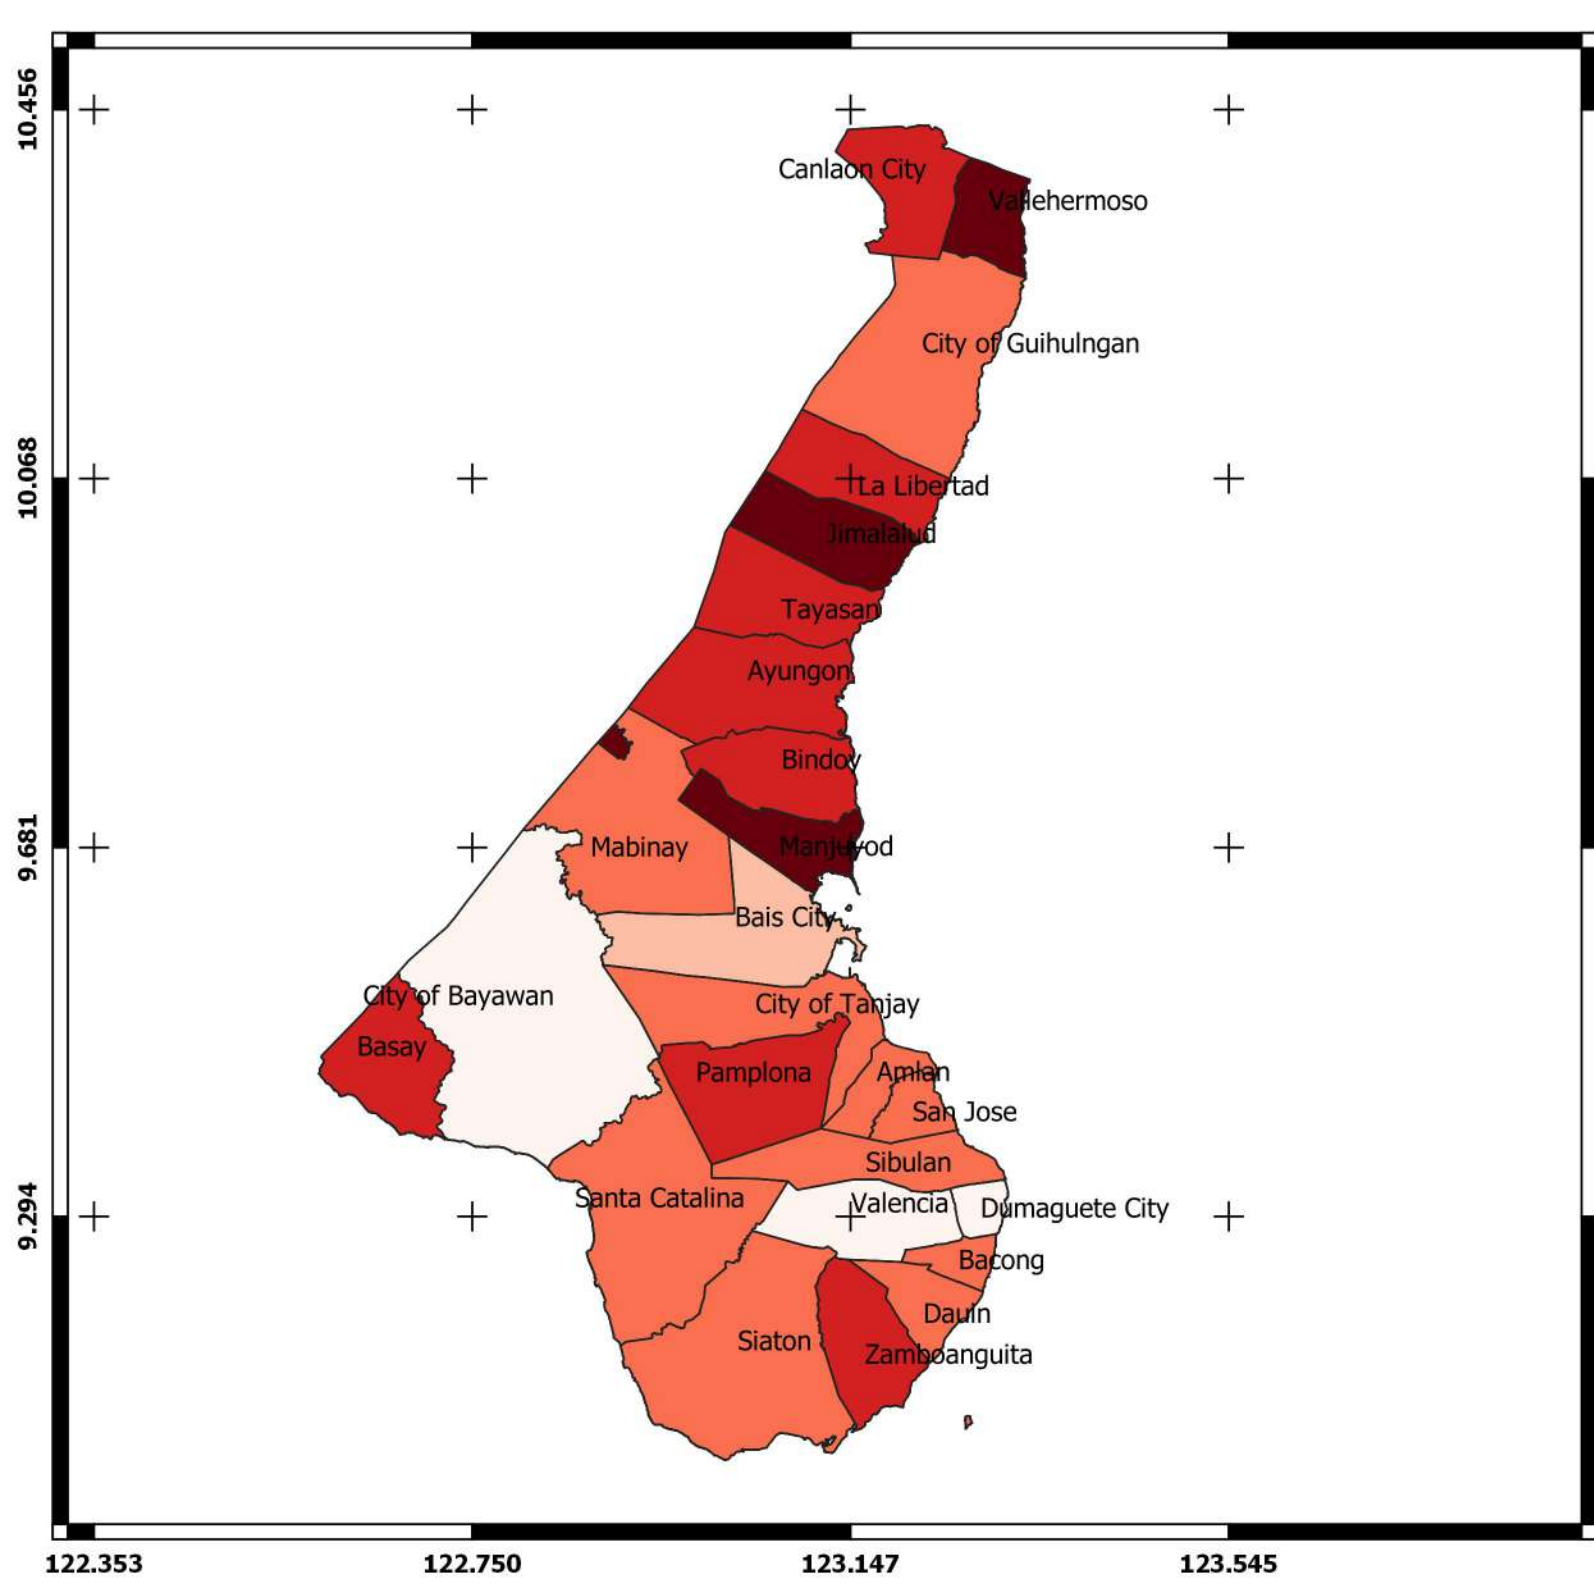 10.456
Canlaon City
Vallehermoso
City of Guihulngan
10.068
La Libertad
Jimalalud
Tayasan
Ayungon
Bindoy
9.681
Mabinay
Manjuyod
Bais City
City of Bayawan
City of Tanjay
Basay
Pamplona
Amlan
San Jose
Sibulan
9.294
Santa Catalina
Valencia
Dumaguete City
Bacong
Dauin
Siaton
Zamboanguita
122.353
122.750
123.147
123.545